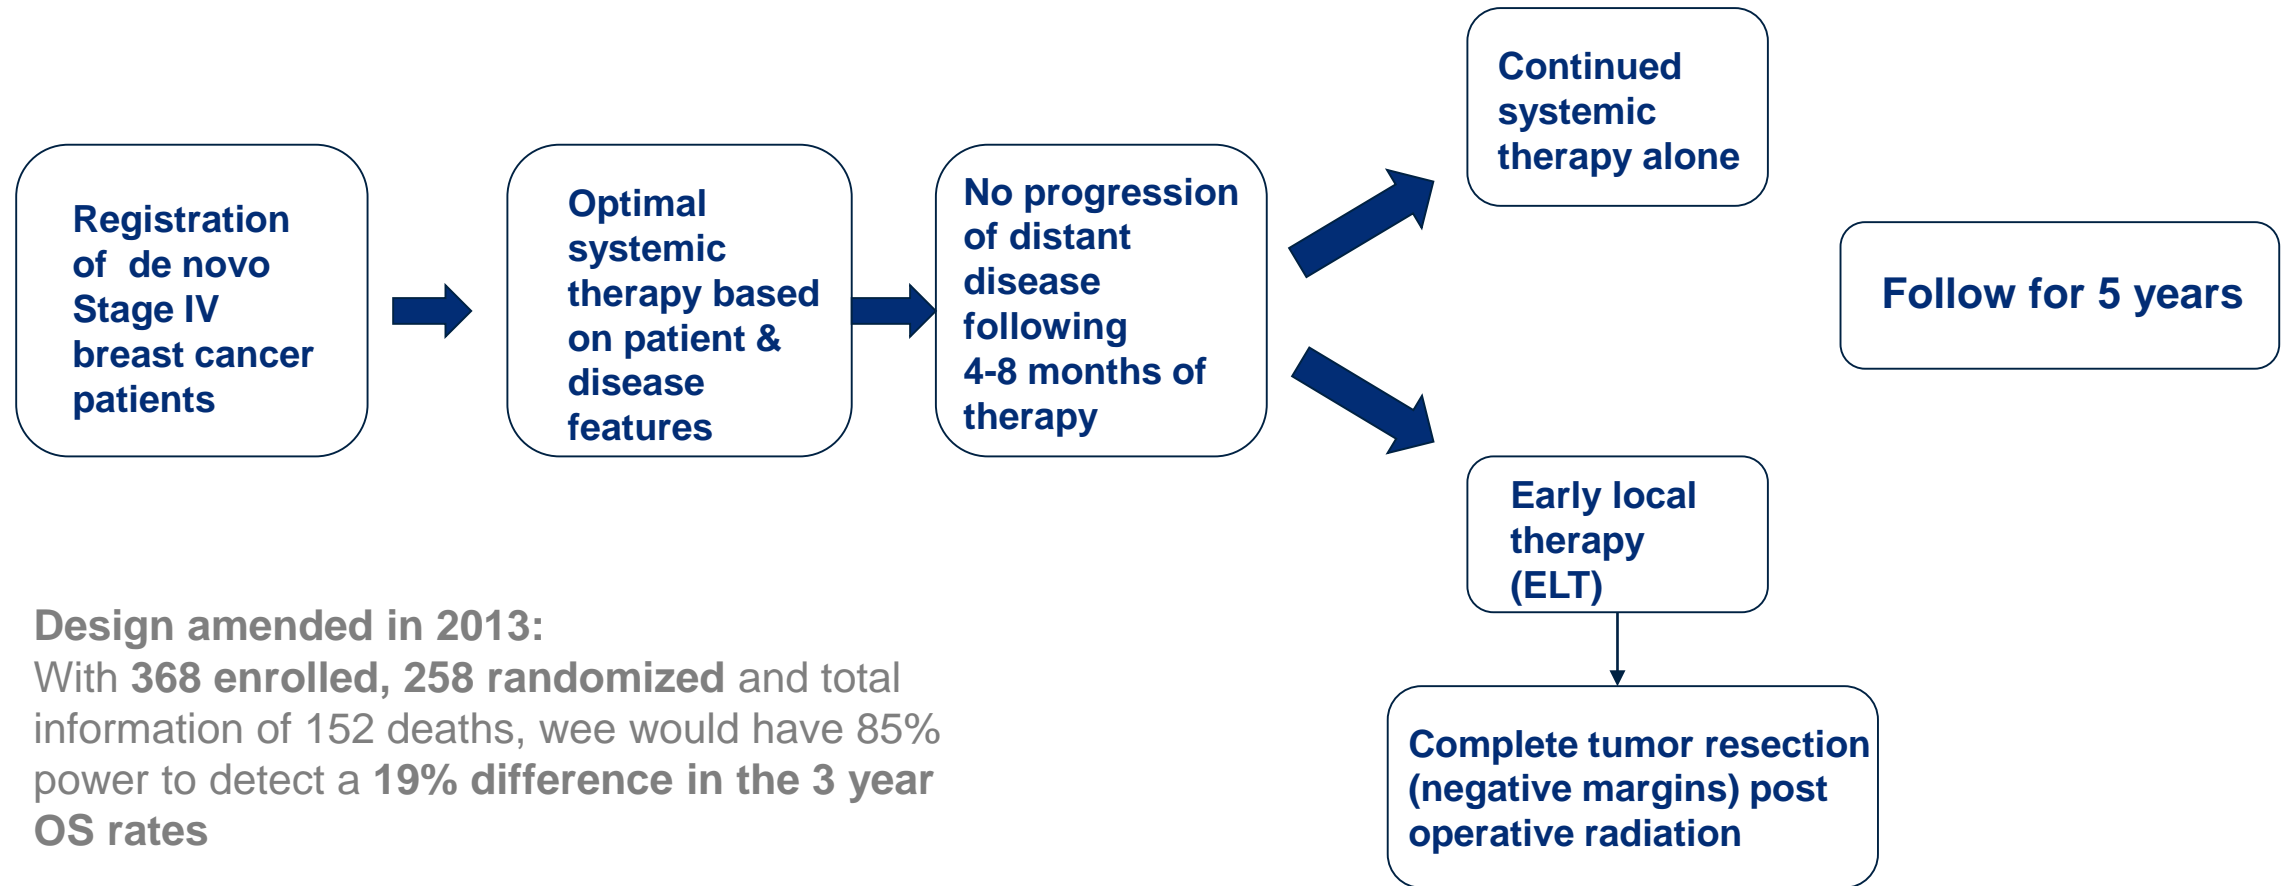 Registration
of de novo
Stage IV
breast cancer
patients
Optimal
systemic
therapy based
on patient &
disease
features
No progression
of distant
disease
following
4-8 months of
therapy
Continued
systemic
therapy alone
Follow for 5 years
Early local
therapy
(ELT)
Complete tumor resection
(negative margins) post
operative radiation
Design amended in 2013:
With 368 enrolled, 258 randomized and total
information of 152 deaths, wee would have 85%
power to detect a 19% difference in the 3 year
OS rates